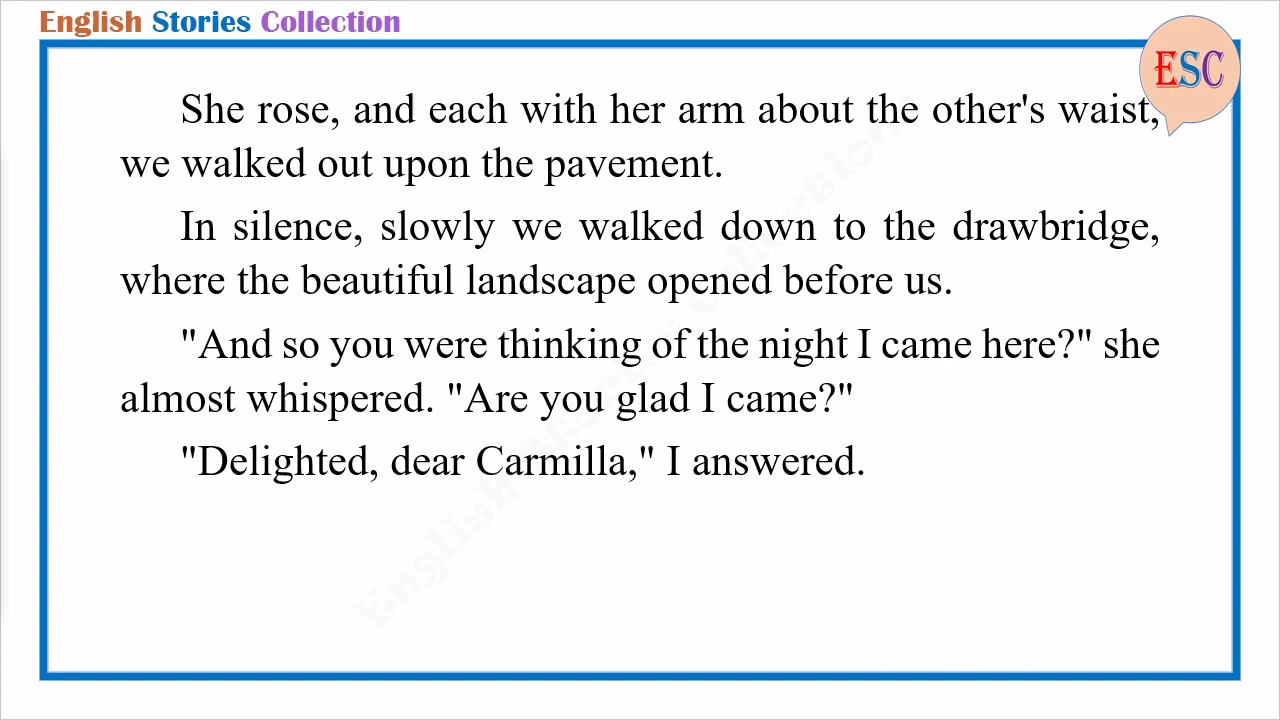 English Stories Collection
ESC
She rose, and each with her arm about the other's waist,
we walked out upon the pavement.
In silence, slowly we walked down to the drawbridge,
where the beautiful landscape opened before us.
"And so you were thinking of the night I came here?" she
almost whispered. "Are you glad I came?"
"Delighted, dear Carmilla," I answered.
English Stories Collection